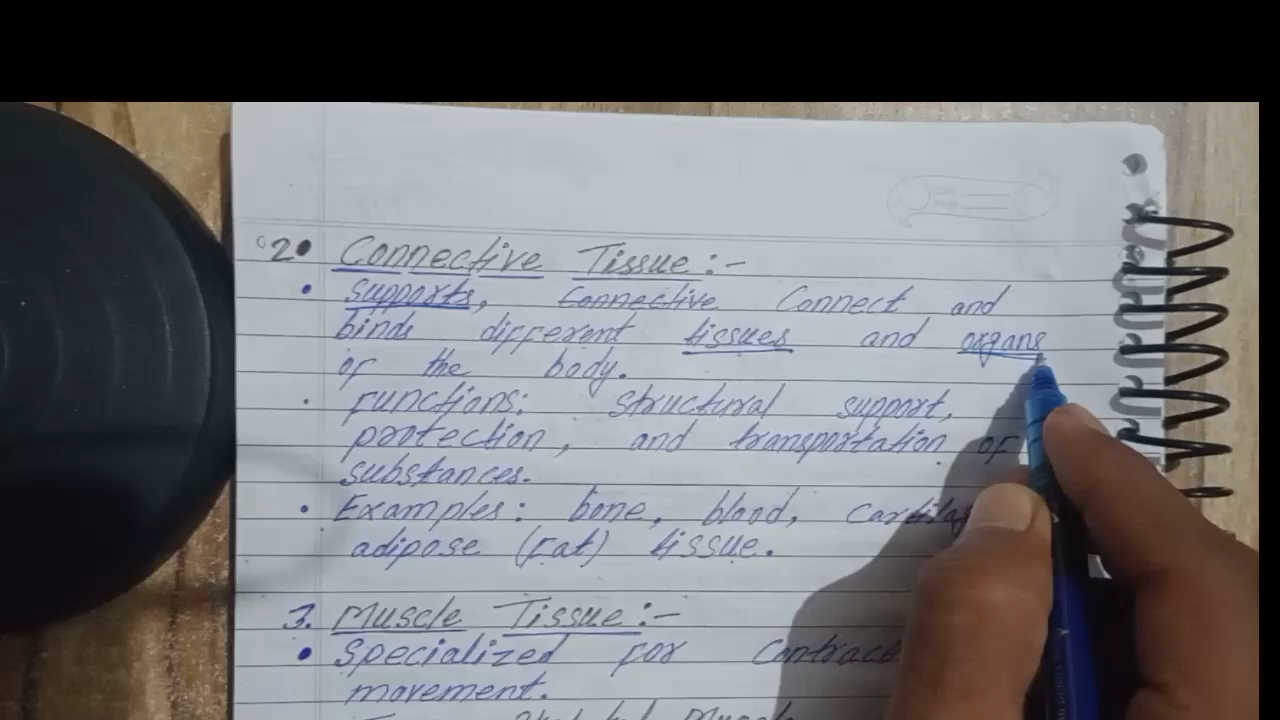 2. Connective Tissue :-
• Supports, Connective Connect and
binds different tissues and organs
of the body.
• Functions: structural support,
protection, and transportation of
substances.
• Examples: bone, blood,
adipose (Fat) tissue.
3. Muscle Tissue :-
• Specialized for
movement.